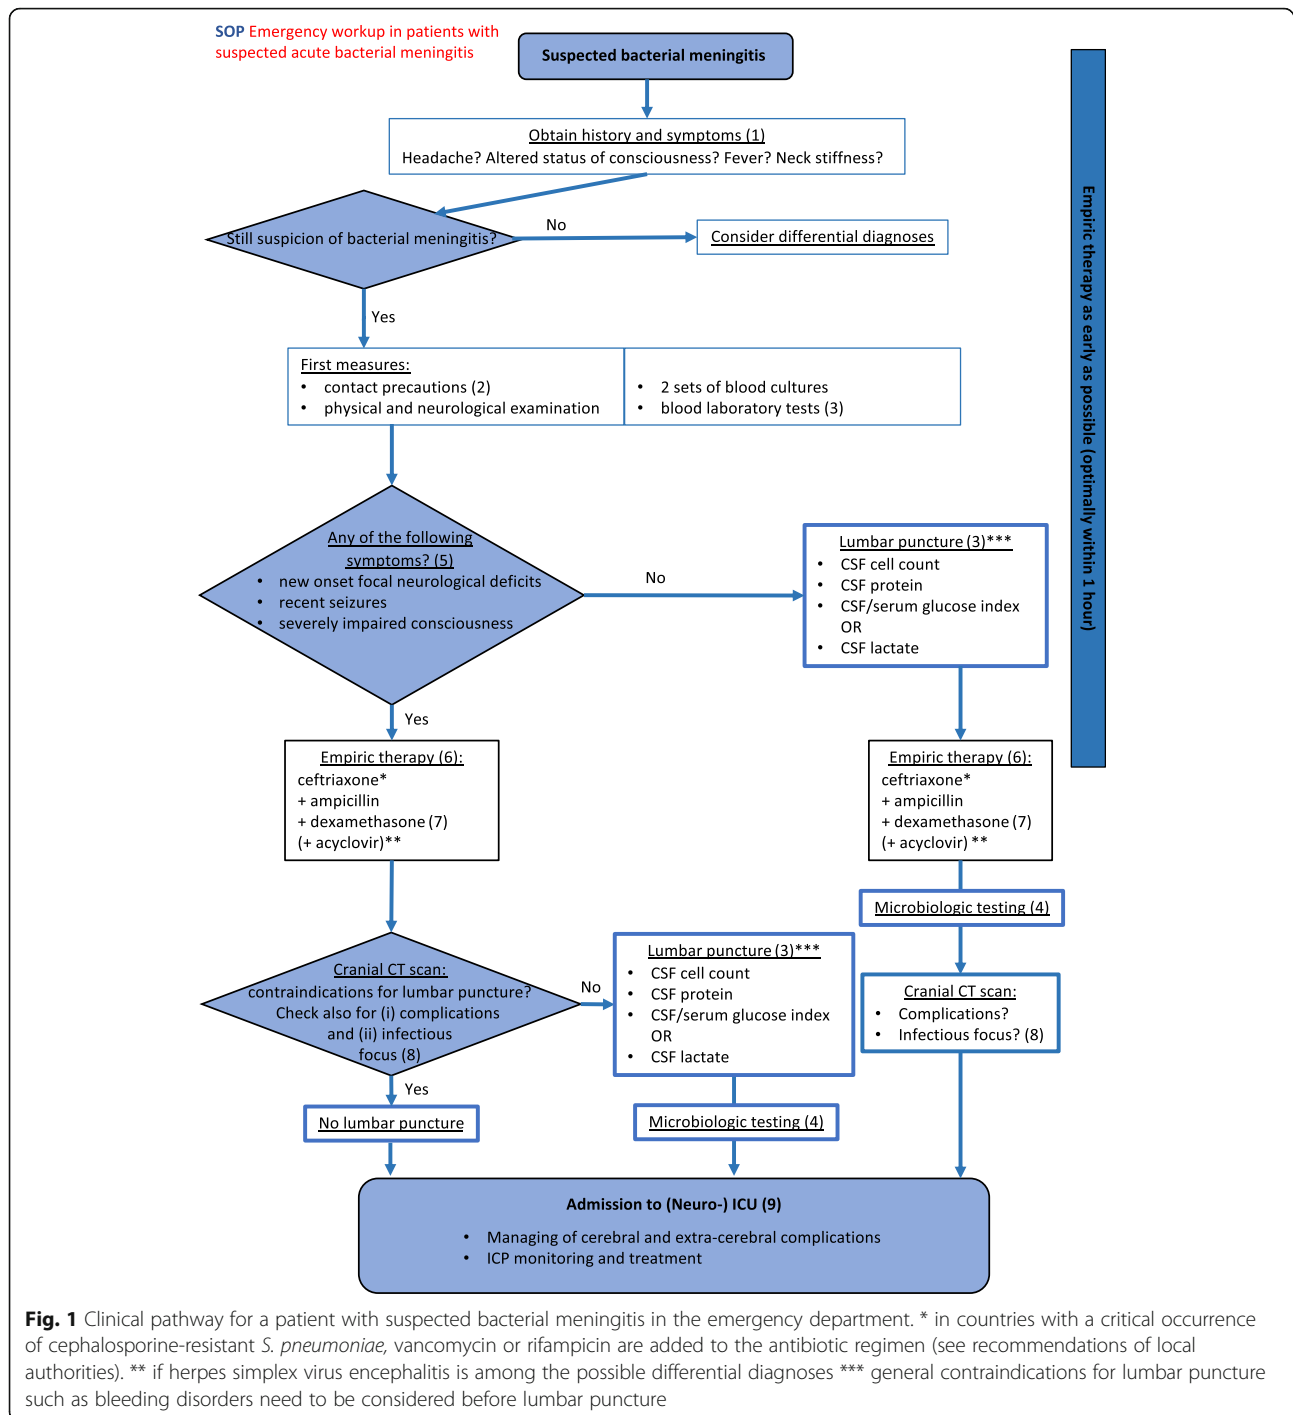 SOP Emergency workup in patients with
suspected acute bacterial meningitis
Suspected bacterial meningitis
Obtain history and symptoms (1)
Headache? Altered status of consciousness? Fever? Neck stiffness?
Still suspicion of bacterial meningitis?
No
Consider differential diagnoses
Yes
First measures:
• contact precautions (2)
• physical and neurological examination
• 2 sets of blood cultures
• blood laboratory tests (3)
Any of the following
symptoms? (5)
• new onset focal neurological deficits
• recent seizures
• severely impaired consciousness
No
Lumbar puncture (3)***
• CSF cell count
• CSF protein
• CSF/serum glucose index
OR
• CSF lactate
Yes
Empiric therapy (6):
ceftriaxone*
+ ampicillin
+ dexamethasone (7)
(+ acyclovir)**
Empiric therapy (6):
ceftriaxone*
+ ampicillin
+ dexamethasone (7)
(+ acyclovir) **
Microbiologic testing (4)
Cranial CT scan:
contraindications for lumbar puncture?
Check also for (i) complications
and (ii) infectious
focus (8)
No
Lumbar puncture (3)***
• CSF cell count
• CSF protein
• CSF/serum glucose index
OR
• CSF lactate
Cranial CT scan:
• Complications?
• Infectious focus? (8)
Yes
No lumbar puncture
Microbiologic testing (4)
Admission to (Neuro-) ICU (9)
• Managing of cerebral and extra-cerebral complications
• ICP monitoring and treatment
Empiric therapy as early as possible (optimally within 1 hour)
Fig. 1 Clinical pathway for a patient with suspected bacterial meningitis in the emergency department. * in countries with a critical occurrence
of cephalosporine-resistant S. pneumoniae, vancomycin or rifampicin are added to the antibiotic regimen (see recommendations of local
authorities). ** if herpes simplex virus encephalitis is among the possible differential diagnoses *** general contraindications for lumbar puncture
such as bleeding disorders need to be considered before lumbar puncture